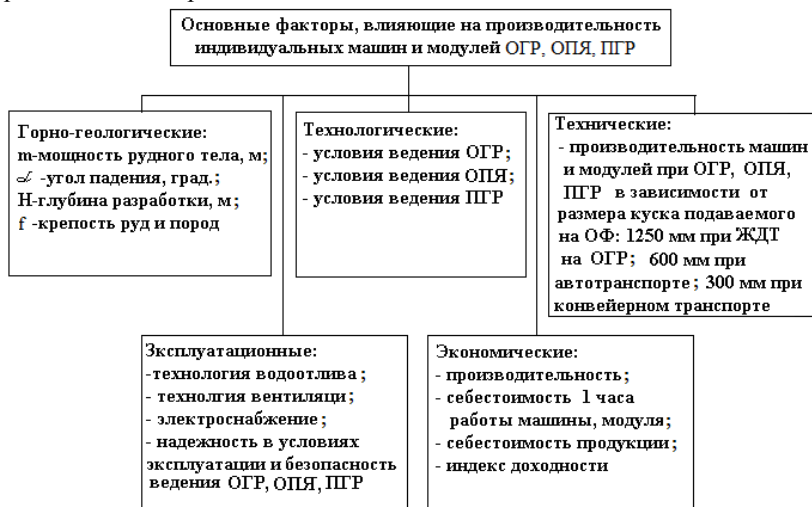 Основные факторы, влияющие на производительность
индивидуальных машин и модулей ОГР, ОПЯ, ПГР
Горно-геологические:
m-мощность рудного тела, м;
𝒶 -угол падения, град.;
Н-глубина разработки, м;
f -крепость руд и пород
Технологические:
- условия ведения ОГР;
- условия ведения ОПЯ;
- условия ведения ПГР
Технические:
- производительность машин
и модулей при ОГР, ОПЯ,
ПГР в зависимости от
размера куска подаваемого
на ОФ: 1250 мм при ЖДТ
на ОГР; 600 мм при
автотранспорте; 300 мм при
конвейерном транспорте
Зксплуатационные:
-технология водоотлива;
- технолгия вентиляци;
- электроснабжение;
- надежность в условиях
эксплуатации и безопасность
ведения ОГР, ОПЯ, ПГР
Экономические:
- производительность;
- себестоимость 1 часа
работы машины, модуля;
- себестоимость продукции;
- индекс доходности